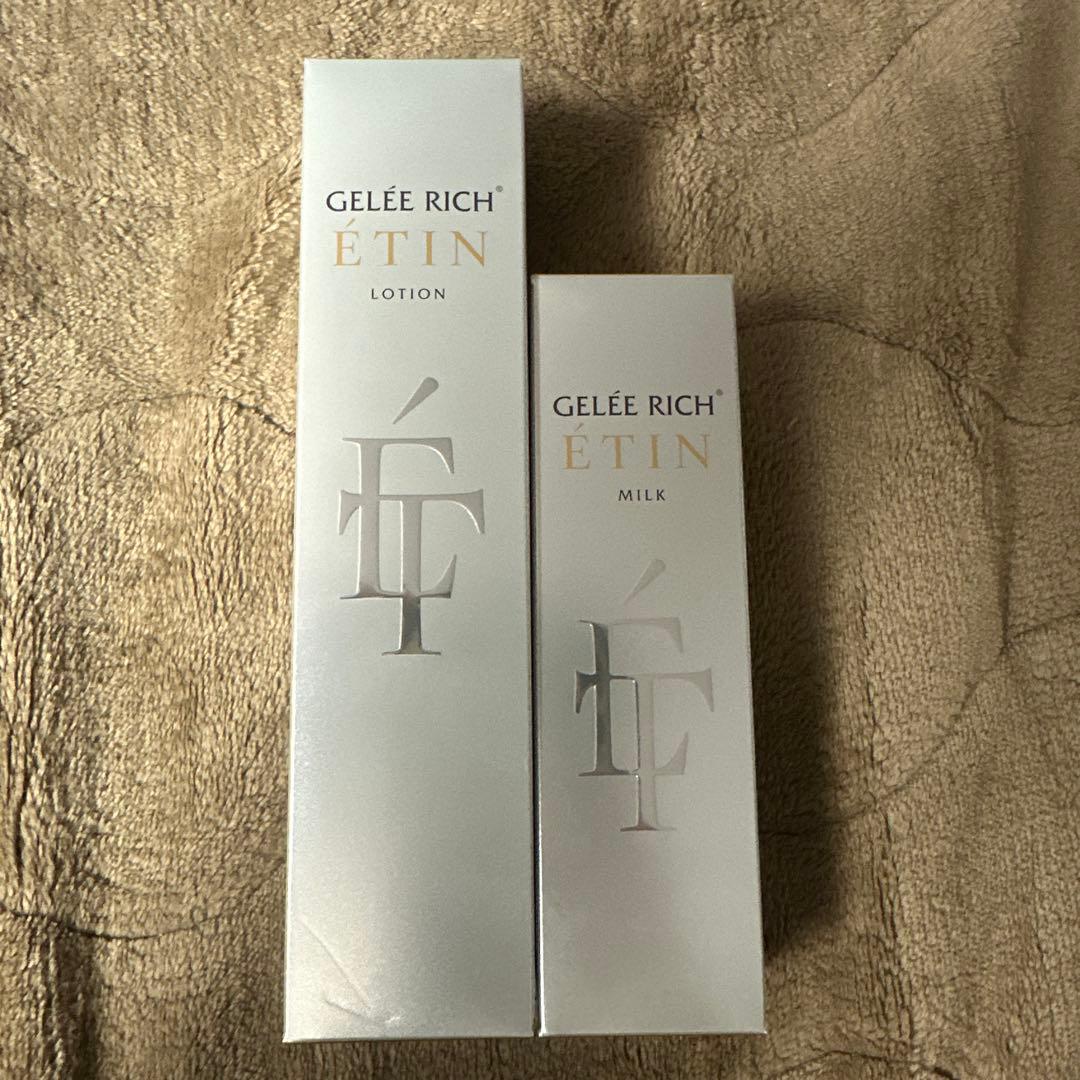 GELÉE RICH®
ÉTIN
LOTION
ÉT
GELÉE RICH®
ÉTIN
MILK
ÉT